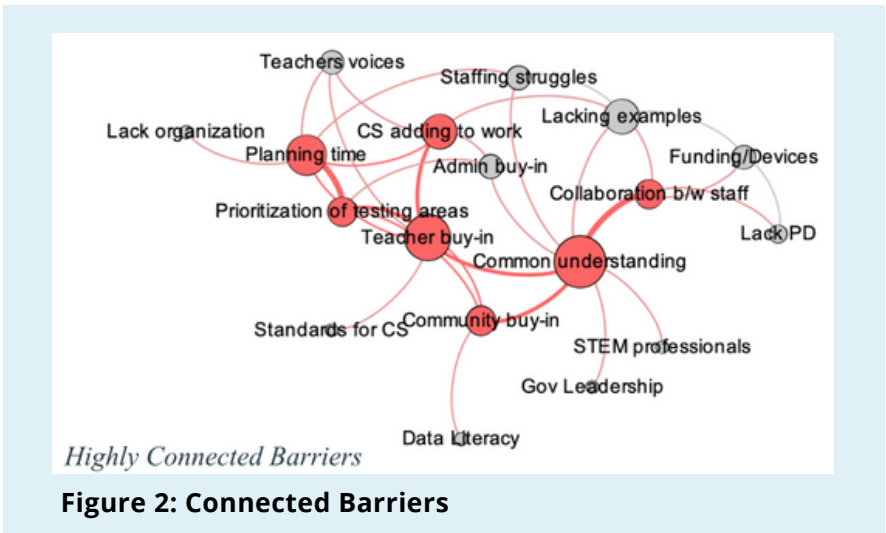 Teachers voices
Staffing struggles
Lacking examples
Lack organization
CS adding to work
Planning time
Admin buy-in
Funding/Devices
Collaboration b/w staff
Prioritization of testing areas
Lack PD
Teacher buy-in
Common understanding
Standards for CS
Community buy-in
STEM professionals
Gov Leadership
Data Literacy
Highly Connected Barriers
Figure 2: Connected Barriers